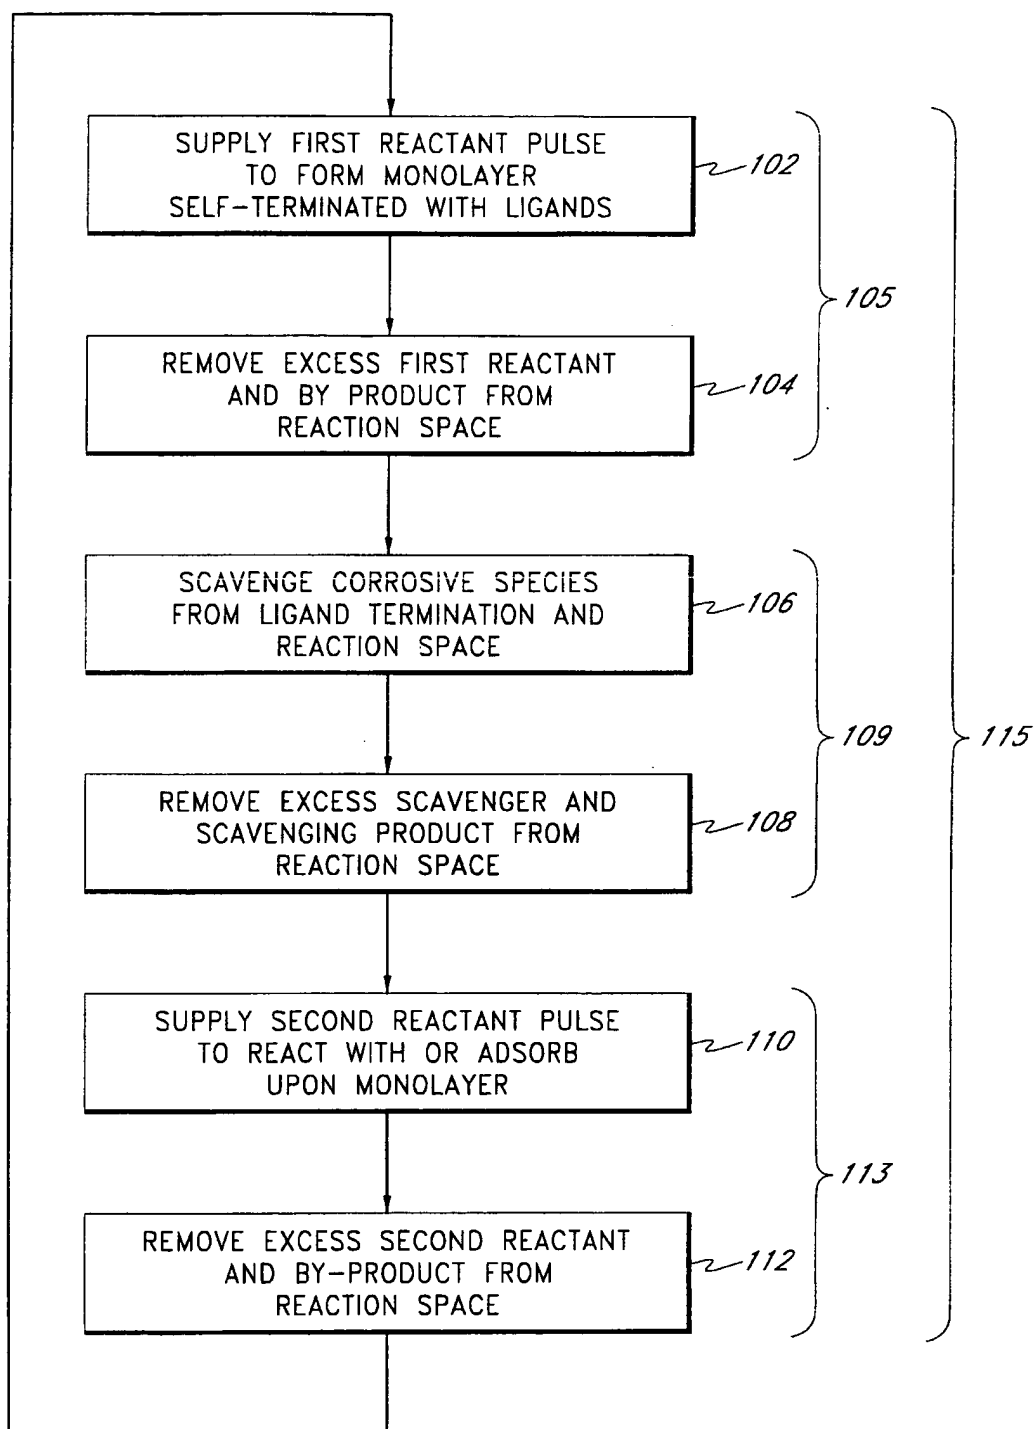 SUPPLY FIRST REACTANT PULSE
TO FORM MONOLAYER
SELF-TERMINATED WITH LIGANDS
102
105
REMOVE EXCESS FIRST REACTANT
AND BY PRODUCT FROM
REACTION SPACE
104
SCAVENGE CORROSIVE SPECIES
FROM LIGAND TERMINATION AND
REACTION SPACE
106
109
115
REMOVE EXCESS SCAVENGER AND
SCAVENGING PRODUCT FROM
REACTION SPACE
108
SUPPLY SECOND REACTANT PULSE
TO REACT WITH OR ADSORB
UPON MONOLAYER
110
113
REMOVE EXCESS SECOND REACTANT
AND BY-PRODUCT FROM
REACTION SPACE
112